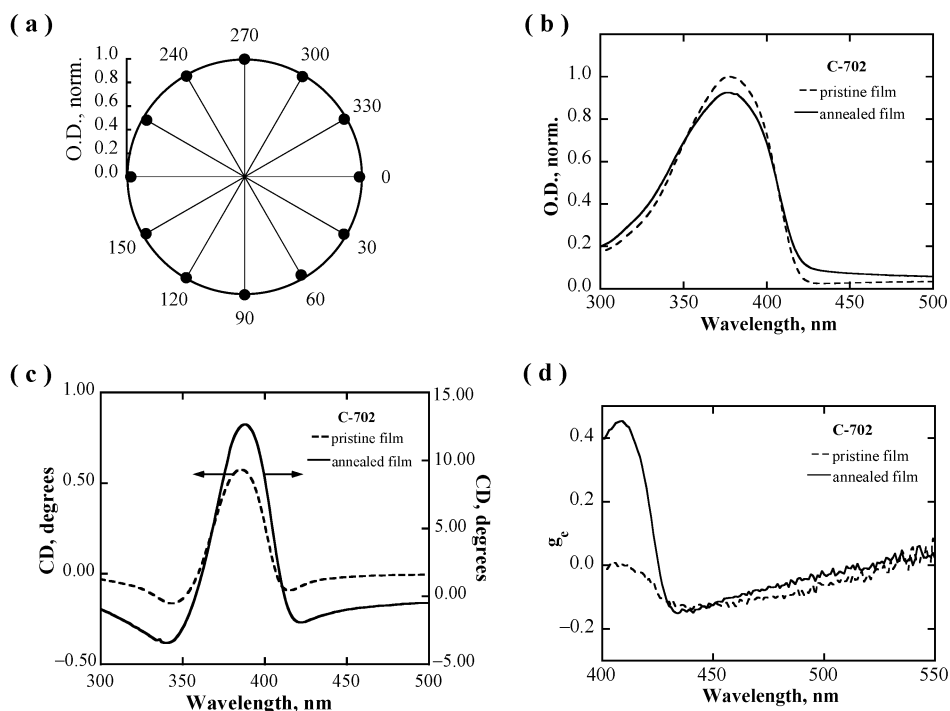 ( a )
270
240
300
330
0
30
60
90
120
150
1.0
0.8
0.6
0.4
0.2
0.0
O.D., norm.
( b )
1.0
0.8
0.6
0.4
0.2
0.0
O.D., norm.
C-702
pristine film
annealed film
300
350
400
450
500
Wavelength, nm
( c )
1.00
0.50
0.00
−0.50
CD, degrees
C-702
pristine film
annealed film
15.00
10.00
5.00
0.00
−5.00
CD, degrees
300
350
400
450
500
Wavelength, nm
( d )
0.4
0.2
0.0
−0.2
ge
C-702
pristine film
annealed film
400
450
500
550
Wavelength, nm